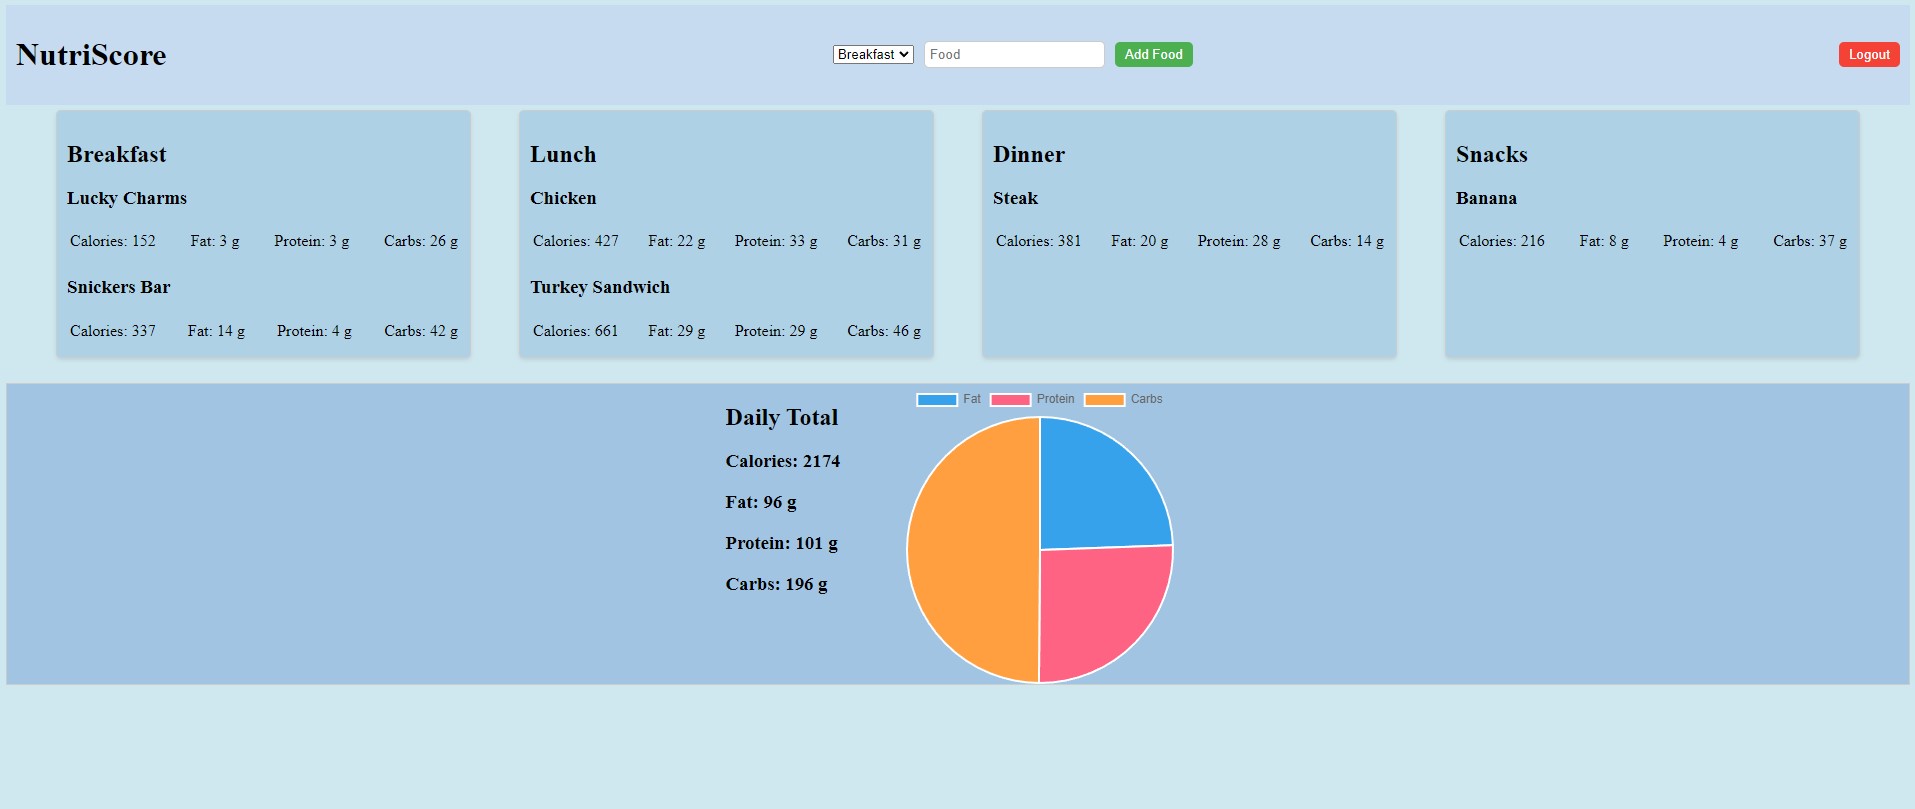 NutriScore
Breakfast
Food
Add Food
Logout
Breakfast
Lucky Charms
Calories: 152 Fat: 3 g Protein: 3 g Carbs: 26 g
Snickers Bar
Calories: 337 Fat: 14 g Protein: 4 g Carbs: 42 g
Lunch
Chicken
Calories: 427 Fat: 22 g Protein: 33 g Carbs: 31 g
Turkey Sandwich
Calories: 661 Fat: 29 g Protein: 29 g Carbs: 46 g
Dinner
Steak
Calories: 381 Fat: 20 g Protein: 28 g Carbs: 14 g
Snacks
Banana
Calories: 216 Fat: 8 g Protein: 4 g Carbs: 37 g
Daily Total
Calories: 2174
Fat: 96 g
Protein: 101 g
Carbs: 196 g
Fat Protein Carbs